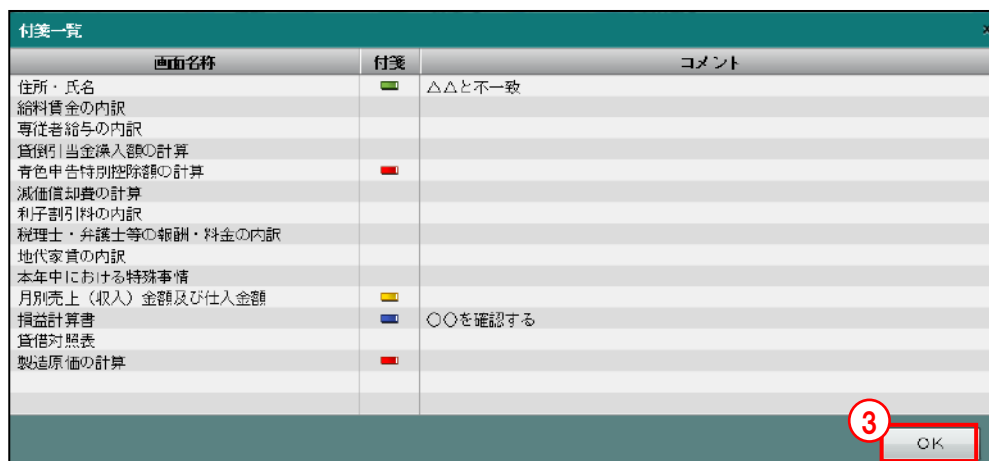 付箋一覧
画面名称 付箋 コメント
住所・氏名 △△と不一致
給料賃金の内訳
専従者給与の内訳
貸倒引当金繰入額の計算
青色申告特別控除額の計算
減価償却費の計算
利子割引料の内訳
税理士・弁護士等の報酬・料金の内訳
地代家賃の内訳
本年中における特殊事情
月別売上（収入）金額及び仕入金額
損益計算書 〇〇を確認する
貸借対照表
製造原価の計算
3
OK